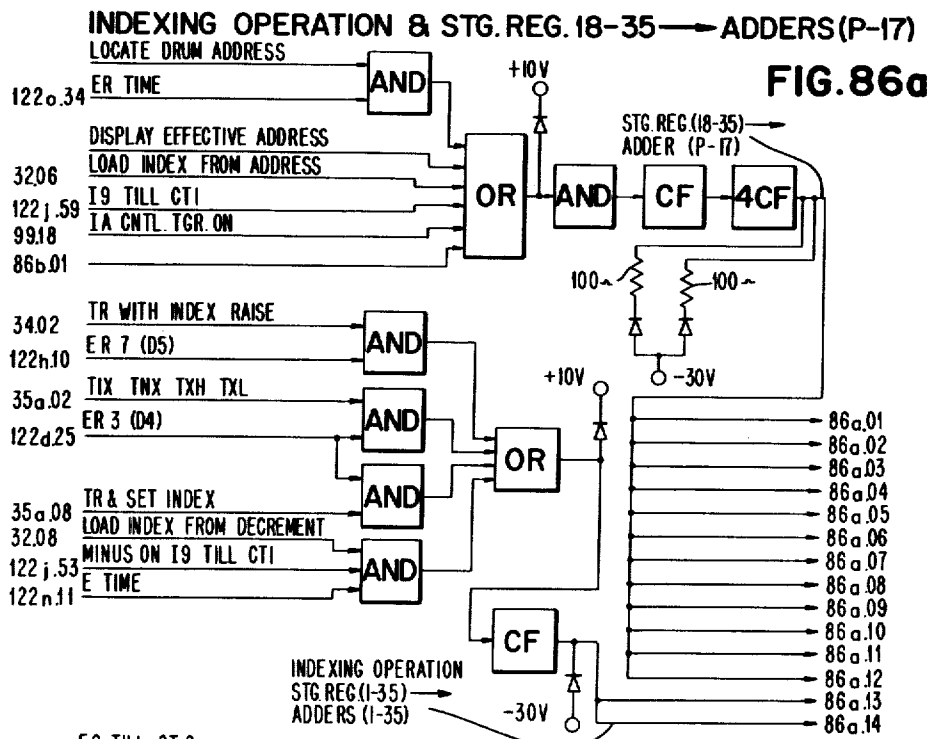 INDEXING OPERATION & STG. REG. 18-35 → ADDERS (P-17)
FIG. 86a
LOCATE DRUM ADDRESS
122o.34 ER TIME
AND
+10V
STG. REG. (18-35) →
ADDER (P-17)
DISPLAY EFFECTIVE ADDRESS
LOAD INDEX FROM ADDRESS
32.06
I9 TILL CTI
122j.59
IA CNTL. TGR. ON
99.18
86b.01
OR
AND
CF
4CF
100~
100~
-30V
TR WITH INDEX RAISE
34.02
ER 7 (D5)
122h.10
AND
TIX TNX TXH TXL
35a.02
ER 3 (D4)
122d.25
AND
TR & SET INDEX
35a.08
AND
LOAD INDEX FROM DECREMENT
32.08
MINUS ON I9 TILL CTI
122j.53
E TIME
122n.11
AND
OR
+10V
CF
-30V
INDEXING OPERATION
STG. REG. (1-35) →
ADDERS (1-35)
86a.01
86a.02
86a.03
86a.04
86a.05
86a.06
86a.07
86a.08
86a.09
86a.10
86a.11
86a.12
86a.13
86a.14